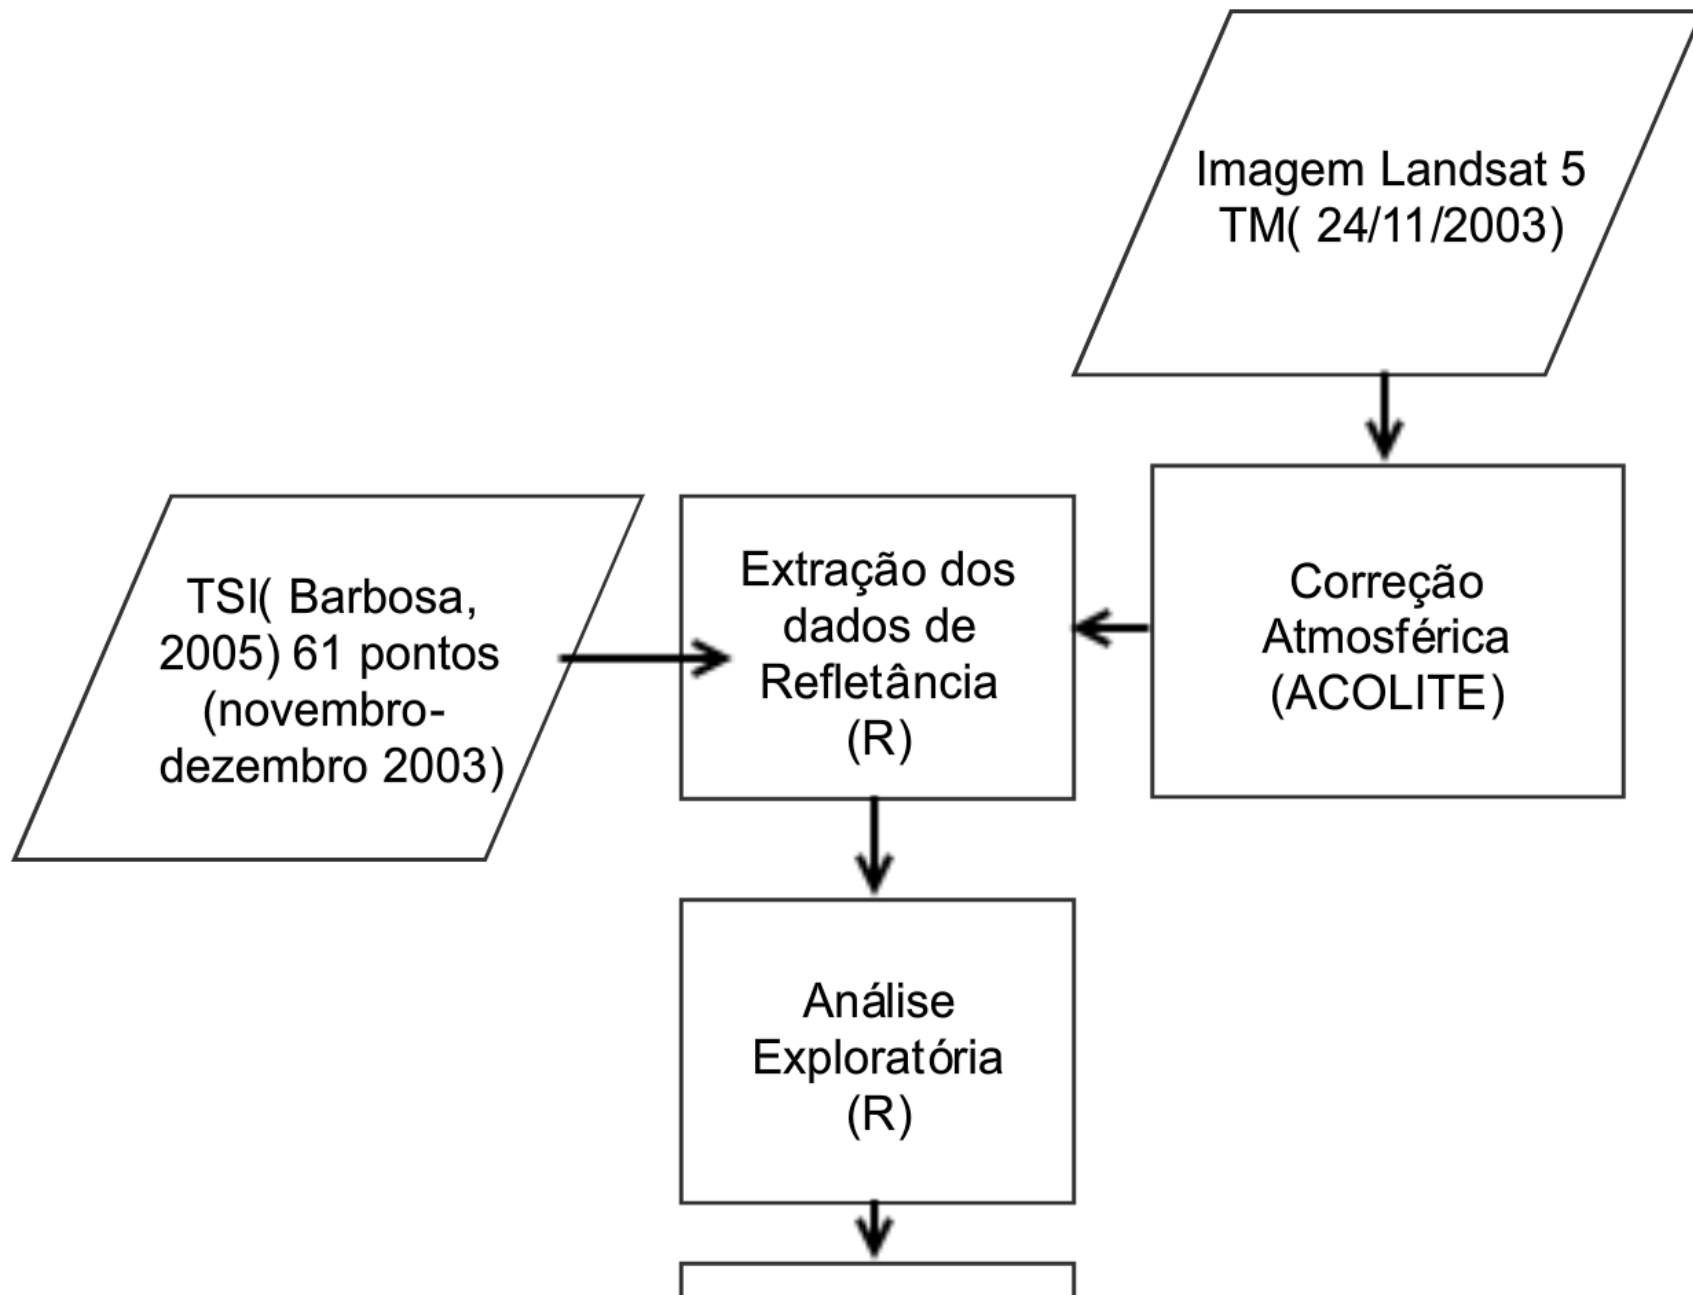 Imagem Landsat 5
TM( 24/11/2003)
TSI( Barbosa,
2005) 61 pontos
(novembro-
dezembro 2003)
Extração dos
dados de
Refletância
(R)
Correção
Atmosférica
(ACOLITE)
Análise
Exploratória
(R)